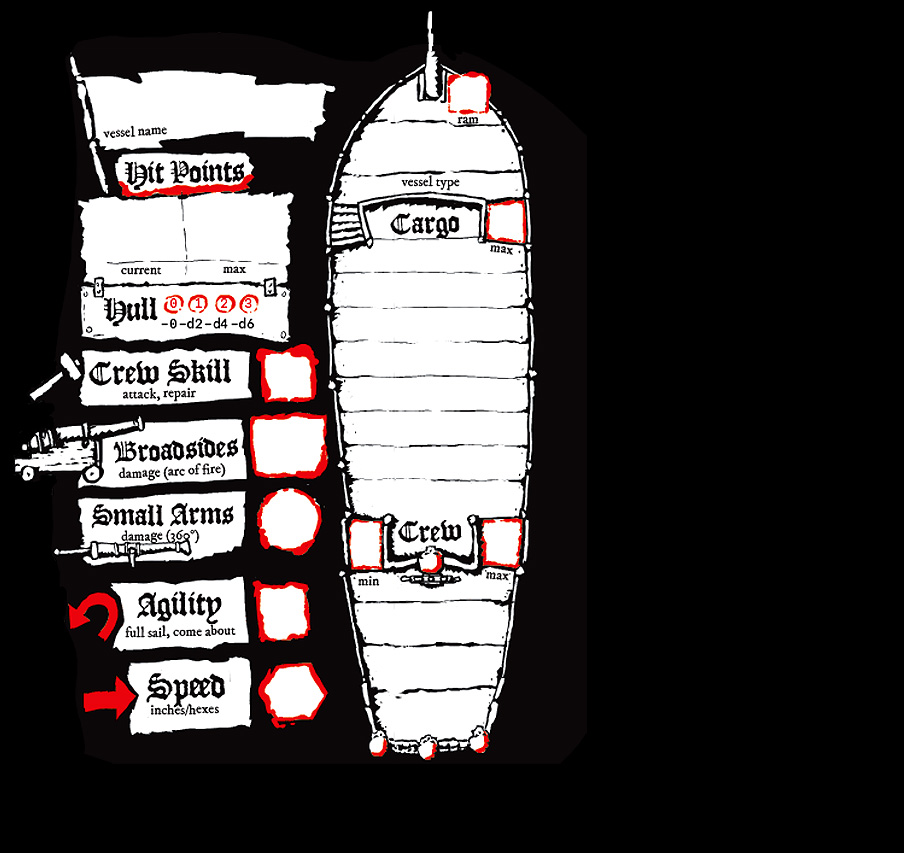 vessel name
Hit Points
current max
Hull 0 1 2 3
-0-d2-d4-d6
Crew Skill
attack, repair
Broadsides
damage (arc of fire)
Small Arms
damage (360°)
Agility
full sail, come about
Speed
inches/hexes
ram
vessel type
Cargo
max
Crew
min
max